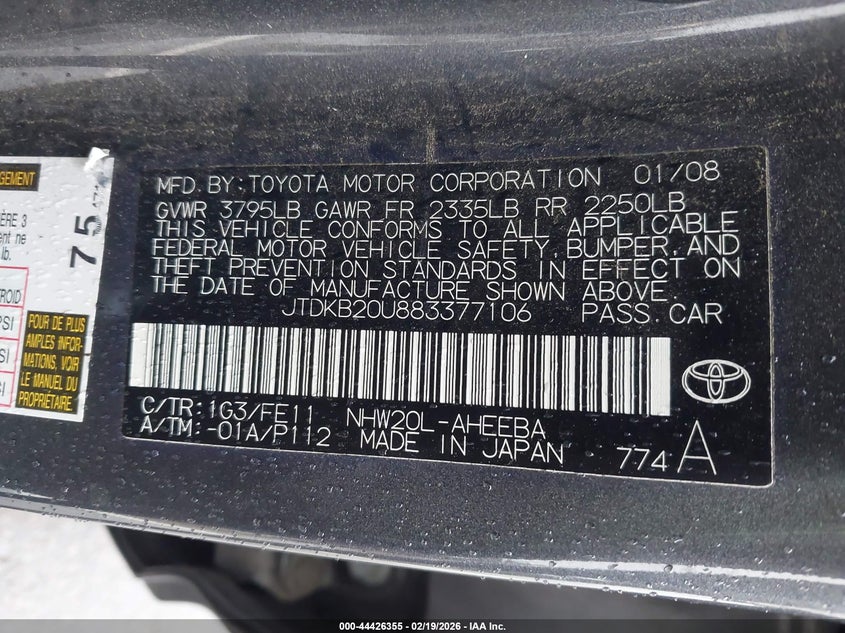 MFD. BY: TOYOTA MOTOR CORPORATION 01/08
GVWR 3795LB GAWR FR 2335LB RR 2250LB
THIS VEHICLE CONFORMS TO ALL APPLICABLE
FEDERAL MOTOR VEHICLE SAFETY, BUMPER, AND
THEFT PREVENTION STANDARDS IN EFFECT ON
THE DATE OF MANUFACTURE SHOWN ABOVE.
JTDKB20U883377106 PASS. CAR
C/TR: 1G3/FE11 NHW20L-AHEEBA
A/TM: -01A/P112 MADE IN JAPAN 774 A
75
POUR DE PLUS
AMPLES INFOR-
MATIONS, VOIR
LE MANUEL DU
PROPRIÉTAIRE
000-44426355 - 02/19/2026 - IAA Inc.